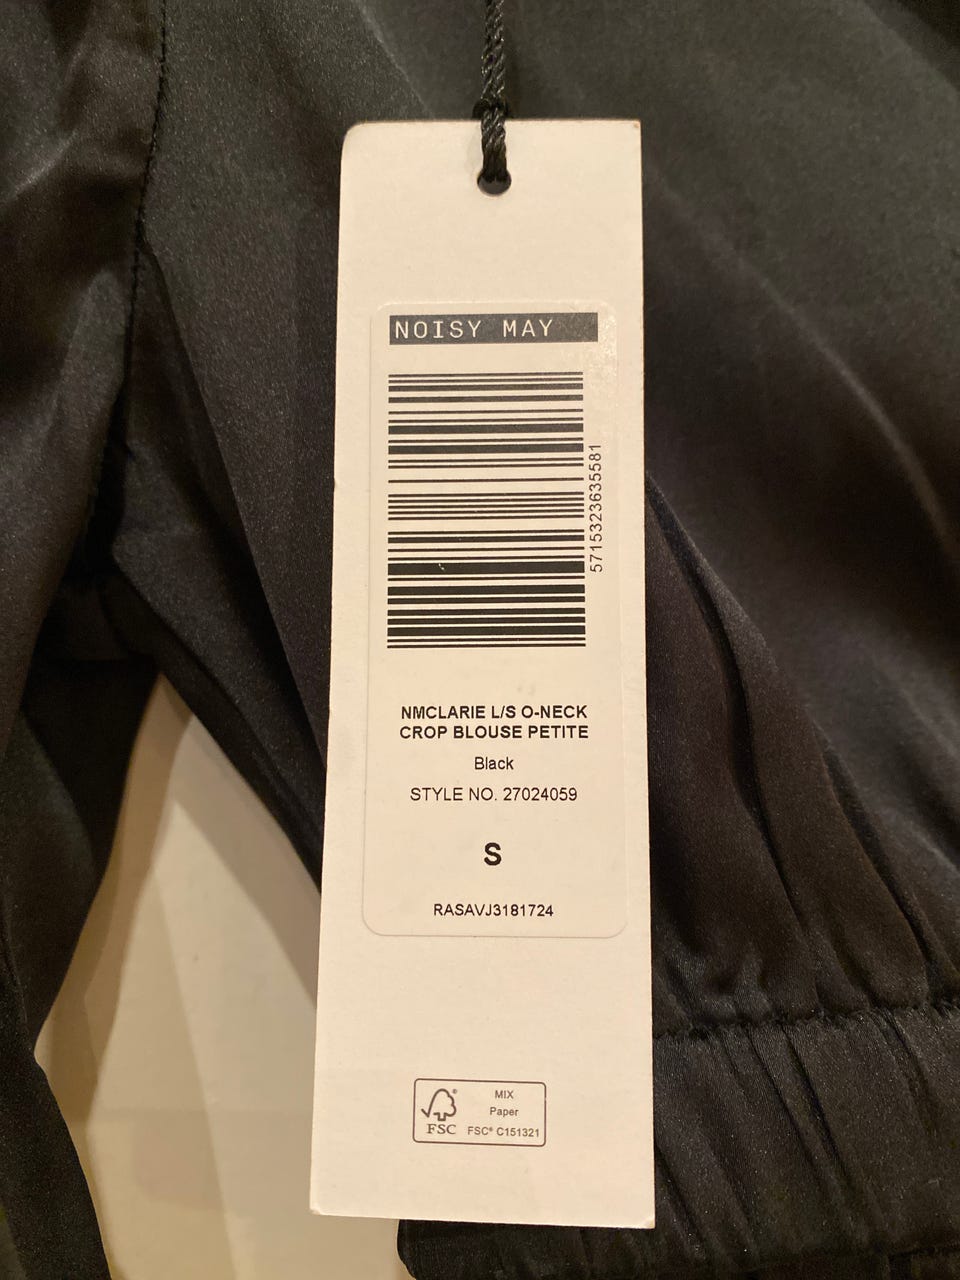 NOISY MAY
5715323635581
NMCLARIE L/S O-NECK
CROP BLOUSE PETITE
Black
STYLE NO. 27024059
S
RASAVJ3181724
MIX
Paper
FSC® C151321
FSC